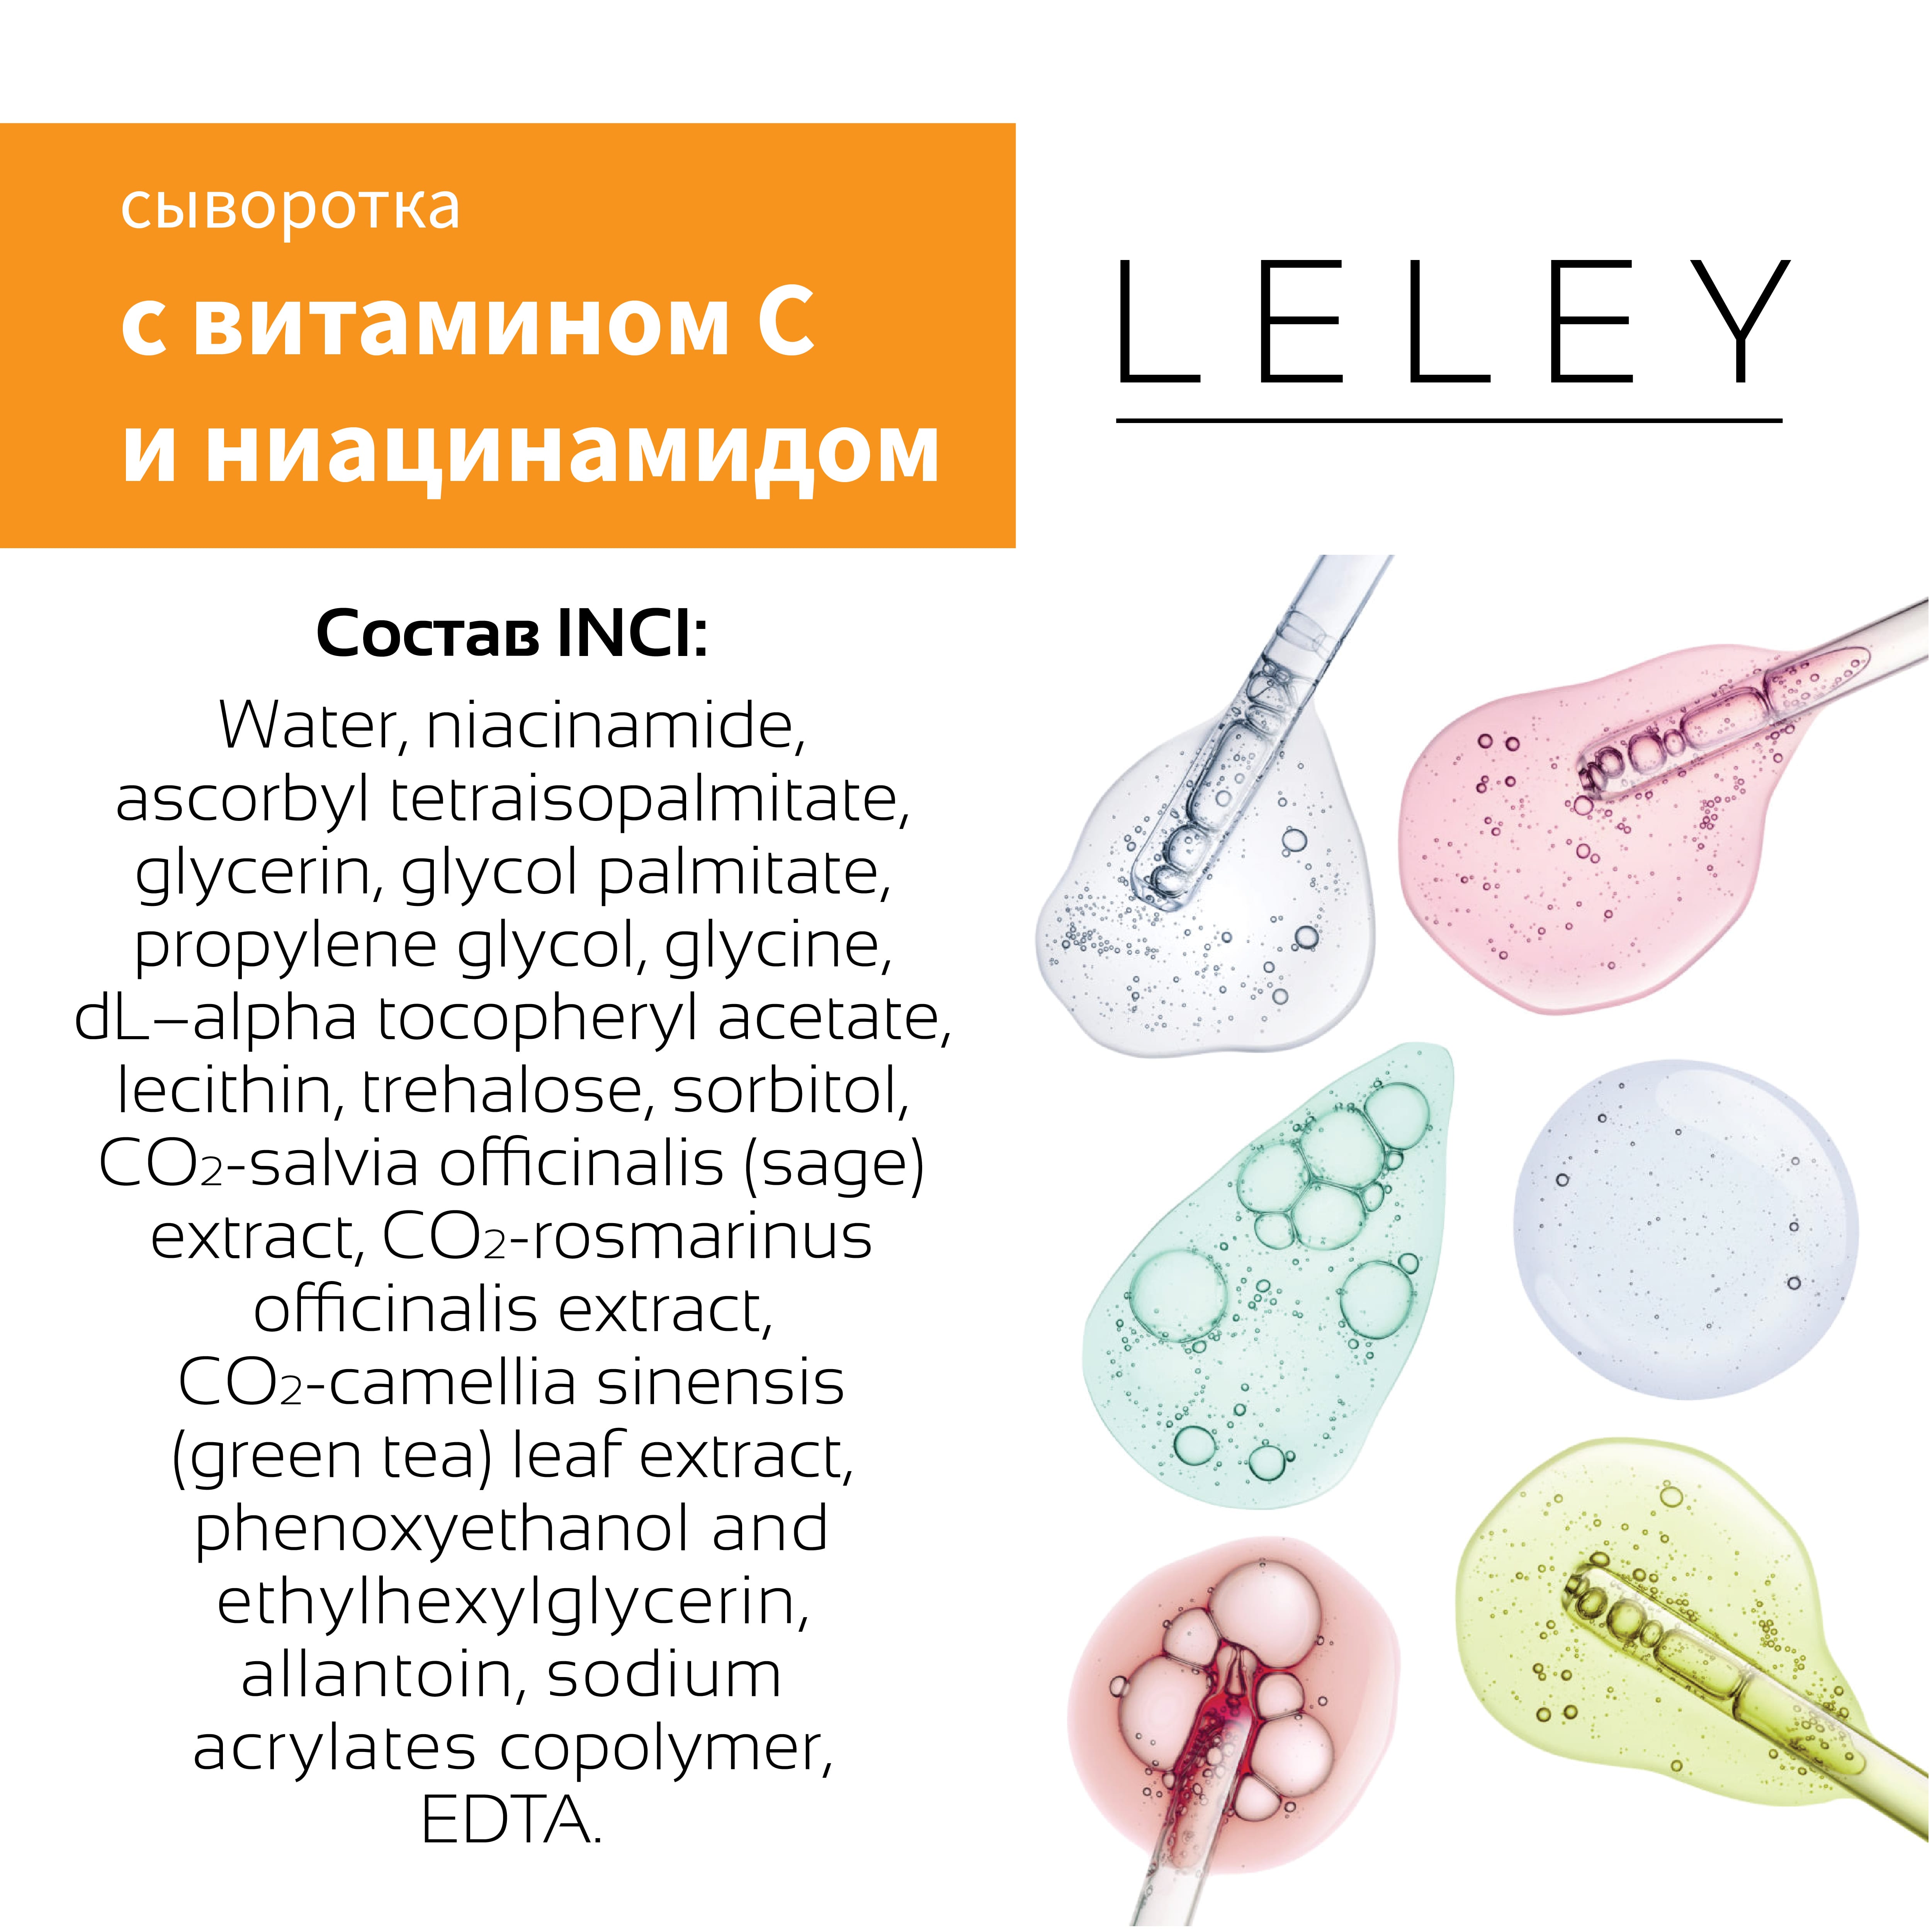 сыворотка
с витамином С
и ниацинамидом
LELEY
Состав INCI:
Water, niacinamide,
ascorbyl tetraisopalmitate,
glycerin, glycol palmitate,
propylene glycol, glycine,
dL–alpha tocopheryl acetate,
lecithin, trehalose, sorbitol,
CO2-salvia officinalis (sage)
extract, CO2-rosmarinus
officinalis extract,
CO2-camellia sinensis
(green tea) leaf extract,
phenoxyethanol and
ethylhexylglycerin,
allantoin, sodium
acrylates copolymer,
EDTA.